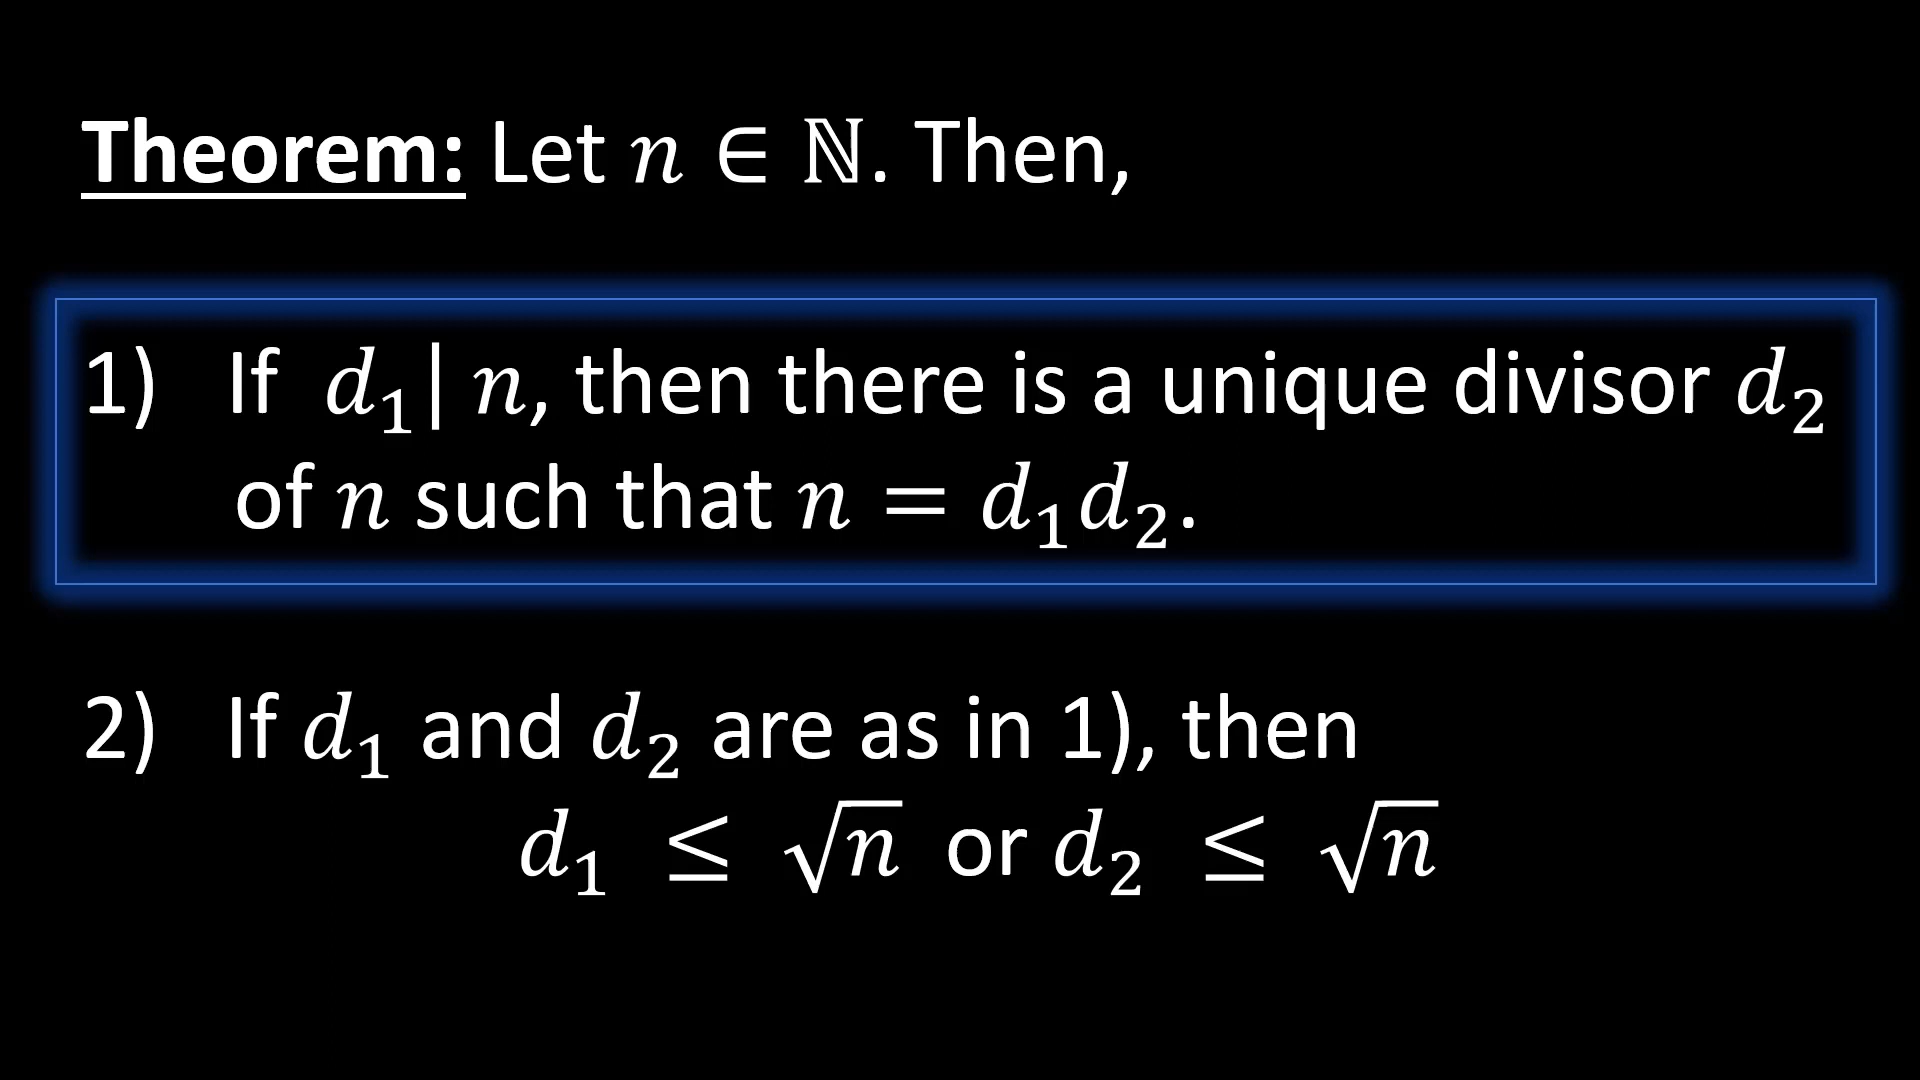 Theorem: Let 𝑛 ∈ ℕ. Then,
1) If 𝑑₁| 𝑛, then there is a unique divisor 𝑑₂
of 𝑛 such that 𝑛 = 𝑑₁𝑑₂.
2) If 𝑑₁ and 𝑑₂ are as in 1), then
𝑑₁ ≤ √𝑛 or 𝑑₂ ≤ √𝑛